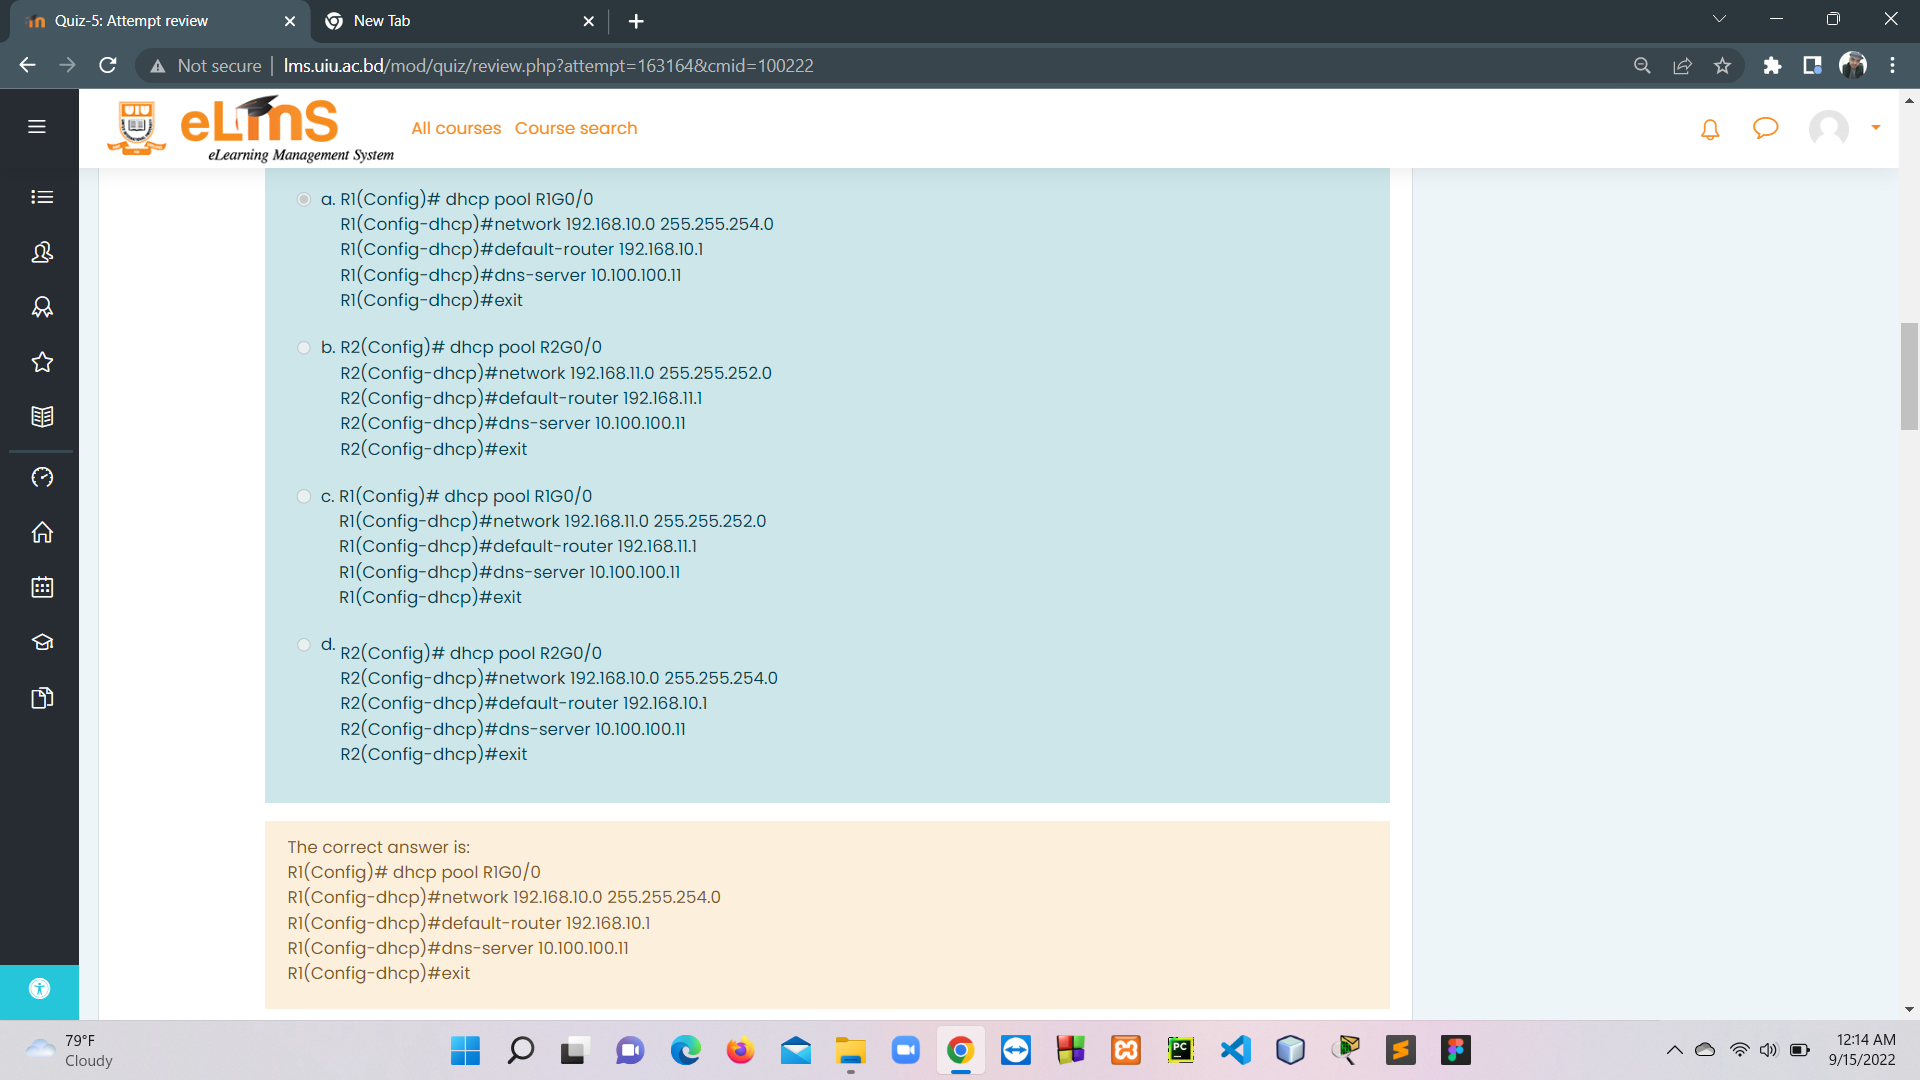 Quiz-5: Attempt review
New Tab
Not secure
lms.uiu.ac.bd/mod/quiz/review.php?attempt=163164&cmid=100222
UIU
eLmS
eLearning Management System
All courses
Course search
a. R1(Config)# dhcp pool R1G0/0
R1(Config-dhcp)#network 192.168.10.0 255.255.254.0
R1(Config-dhcp)#default-router 192.168.10.1
R1(Config-dhcp)#dns-server 10.100.100.11
R1(Config-dhcp)#exit
b. R2(Config)# dhcp pool R2G0/0
R2(Config-dhcp)#network 192.168.11.0 255.255.252.0
R2(Config-dhcp)#default-router 192.168.11.1
R2(Config-dhcp)#dns-server 10.100.100.11
R2(Config-dhcp)#exit
c. R1(Config)# dhcp pool R1G0/0
R1(Config-dhcp)#network 192.168.11.0 255.255.252.0
R1(Config-dhcp)#default-router 192.168.11.1
R1(Config-dhcp)#dns-server 10.100.100.11
R1(Config-dhcp)#exit
d.
R2(Config)# dhcp pool R2G0/0
R2(Config-dhcp)#network 192.168.10.0 255.255.254.0
R2(Config-dhcp)#default-router 192.168.10.1
R2(Config-dhcp)#dns-server 10.100.100.11
R2(Config-dhcp)#exit
The correct answer is:
R1(Config)# dhcp pool R1G0/0
R1(Config-dhcp)#network 192.168.10.0 255.255.254.0
R1(Config-dhcp)#default-router 192.168.10.1
R1(Config-dhcp)#dns-server 10.100.100.11
R1(Config-dhcp)#exit
79°F
Cloudy
PC
12:14 AM
9/15/2022